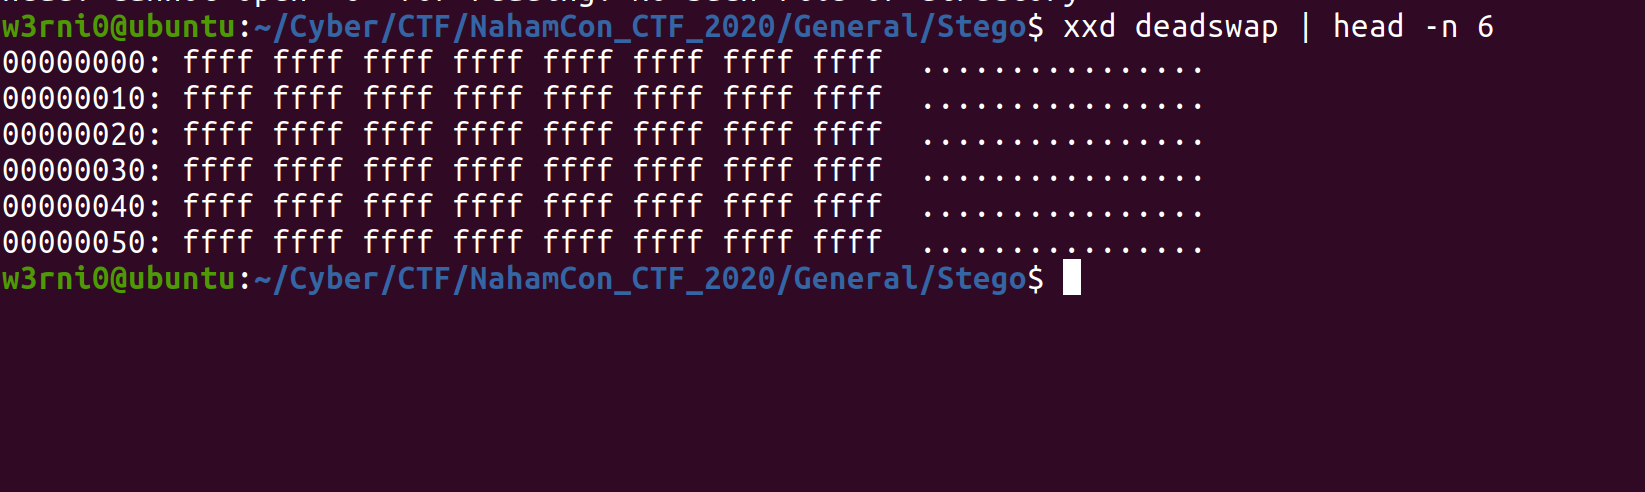 w3rni0@ubuntu:~/Cyber/CTF/NahamCon_CTF_2020/General/Stego$ xxd deadswap | head -n 6
00000000: ffff ffff ffff ffff ffff ffff ffff ffff  ................
00000010: ffff ffff ffff ffff ffff ffff ffff ffff  ................
00000020: ffff ffff ffff ffff ffff ffff ffff ffff  ................
00000030: ffff ffff ffff ffff ffff ffff ffff ffff  ................
00000040: ffff ffff ffff ffff ffff ffff ffff ffff  ................
00000050: ffff ffff ffff ffff ffff ffff ffff ffff  ................
w3rni0@ubuntu:~/Cyber/CTF/NahamCon_CTF_2020/General/Stego$